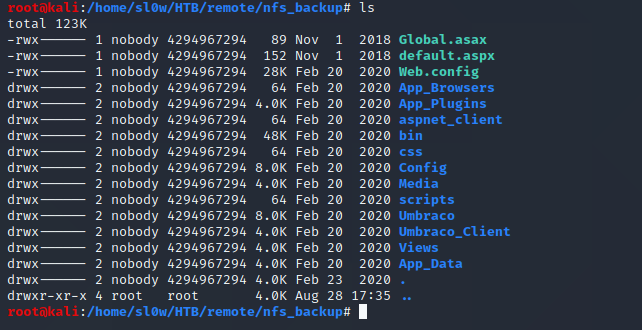 root@kali:/home/sl0w/HTB/remote/nfs_backup# ls
total 123K
-rwx------ 1 nobody 4294967294   89 Nov  1  2018 Global.asax
-rwx------ 1 nobody 4294967294  152 Nov  1  2018 default.aspx
-rwx------ 1 nobody 4294967294  28K Feb 20  2020 Web.config
drwx------ 2 nobody 4294967294   64 Feb 20  2020 App_Browsers
drwx------ 2 nobody 4294967294 4.0K Feb 20  2020 App_Plugins
drwx------ 2 nobody 4294967294   64 Feb 20  2020 aspnet_client
drwx------ 2 nobody 4294967294  48K Feb 20  2020 bin
drwx------ 2 nobody 4294967294   64 Feb 20  2020 css
drwx------ 2 nobody 4294967294 8.0K Feb 20  2020 Config
drwx------ 2 nobody 4294967294 4.0K Feb 20  2020 Media
drwx------ 2 nobody 4294967294   64 Feb 20  2020 scripts
drwx------ 2 nobody 4294967294 8.0K Feb 20  2020 Umbraco
drwx------ 2 nobody 4294967294 4.0K Feb 20  2020 Umbraco_Client
drwx------ 2 nobody 4294967294 4.0K Feb 20  2020 Views
drwx------ 2 nobody 4294967294 4.0K Feb 20  2020 App_Data
drwx------ 2 nobody 4294967294 4.0K Feb 23  2020 .
drwxr-xr-x 4 root   root       4.0K Aug 28 17:35 ..
root@kali:/home/sl0w/HTB/remote/nfs_backup#